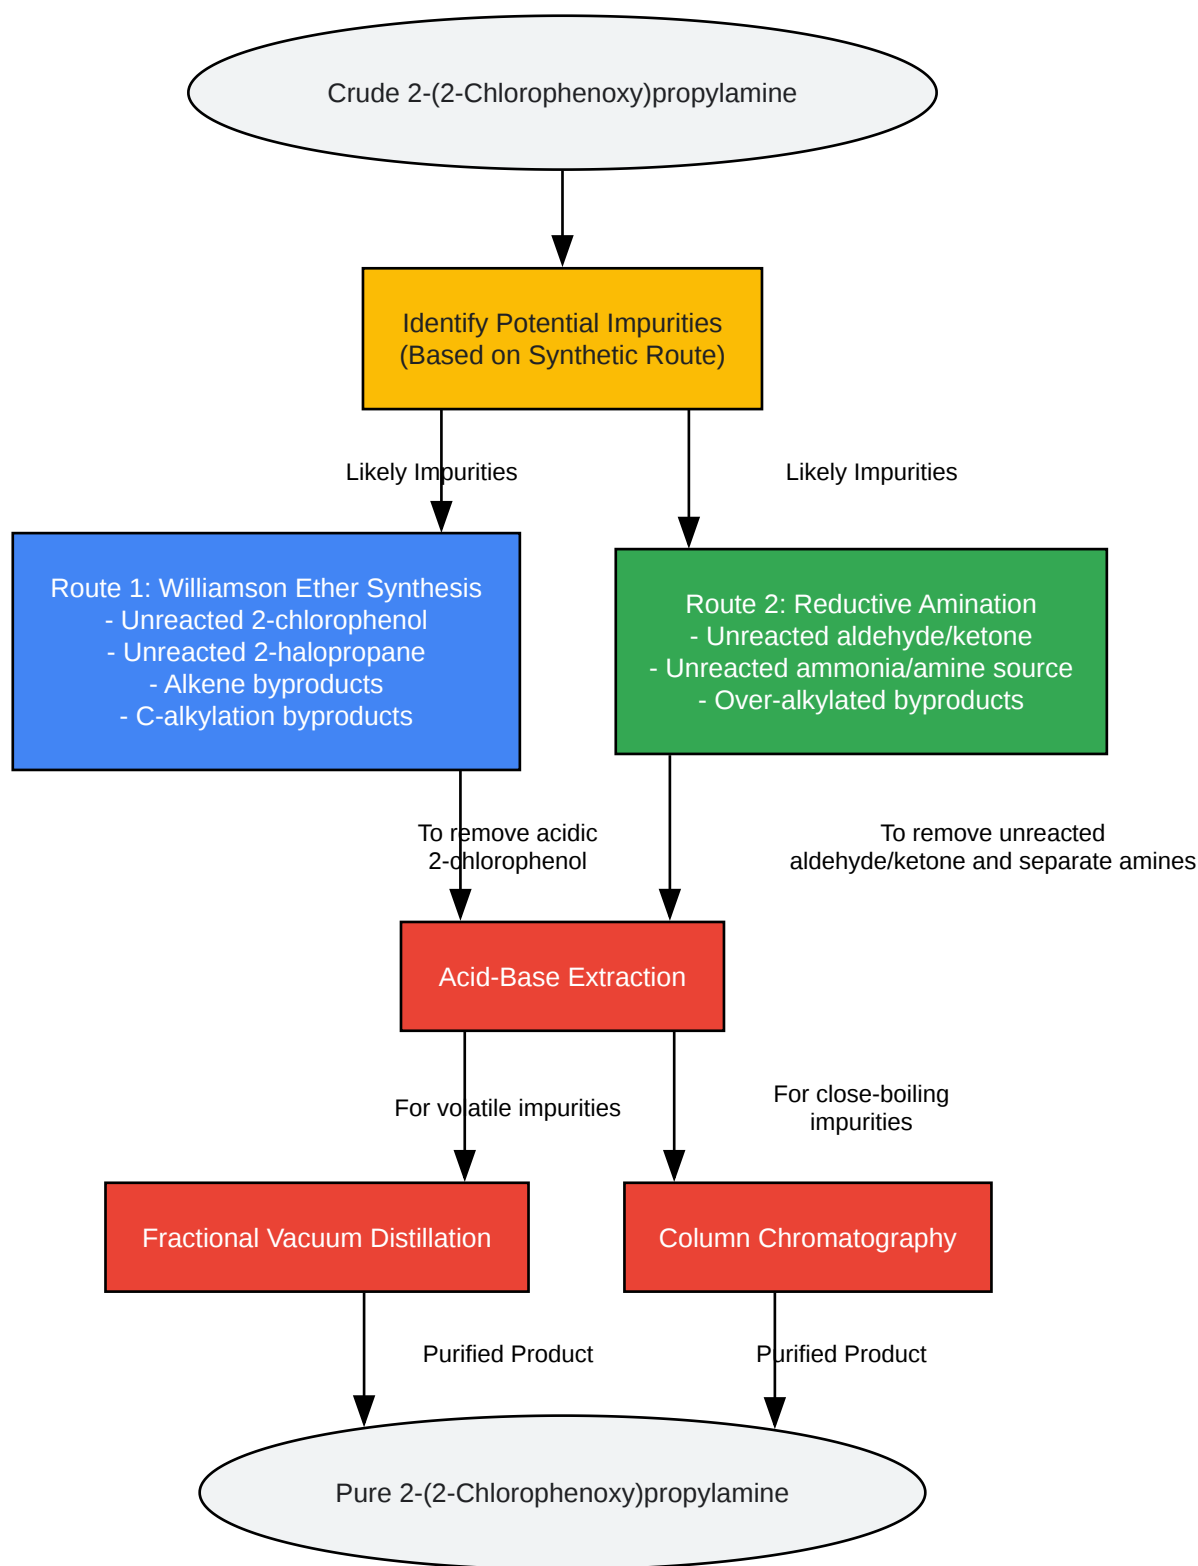 Crude 2-(2-Chlorophenoxy)propylamine
Identify Potential Impurities
(Based on Synthetic Route)
Likely Impurities
Likely Impurities
Route 1: Williamson Ether Synthesis
- Unreacted 2-chlorophenol
- Unreacted 2-halopropane
- Alkene byproducts
- C-alkylation byproducts
Route 2: Reductive Amination
- Unreacted aldehyde/ketone
- Unreacted ammonia/amine source
- Over-alkylated byproducts
To remove acidic
2-chlorophenol
To remove unreacted
aldehyde/ketone and separate amines
Acid-Base Extraction
For volatile impurities
For close-boiling
impurities
Fractional Vacuum Distillation
Column Chromatography
Purified Product
Purified Product
Pure 2-(2-Chlorophenoxy)propylamine